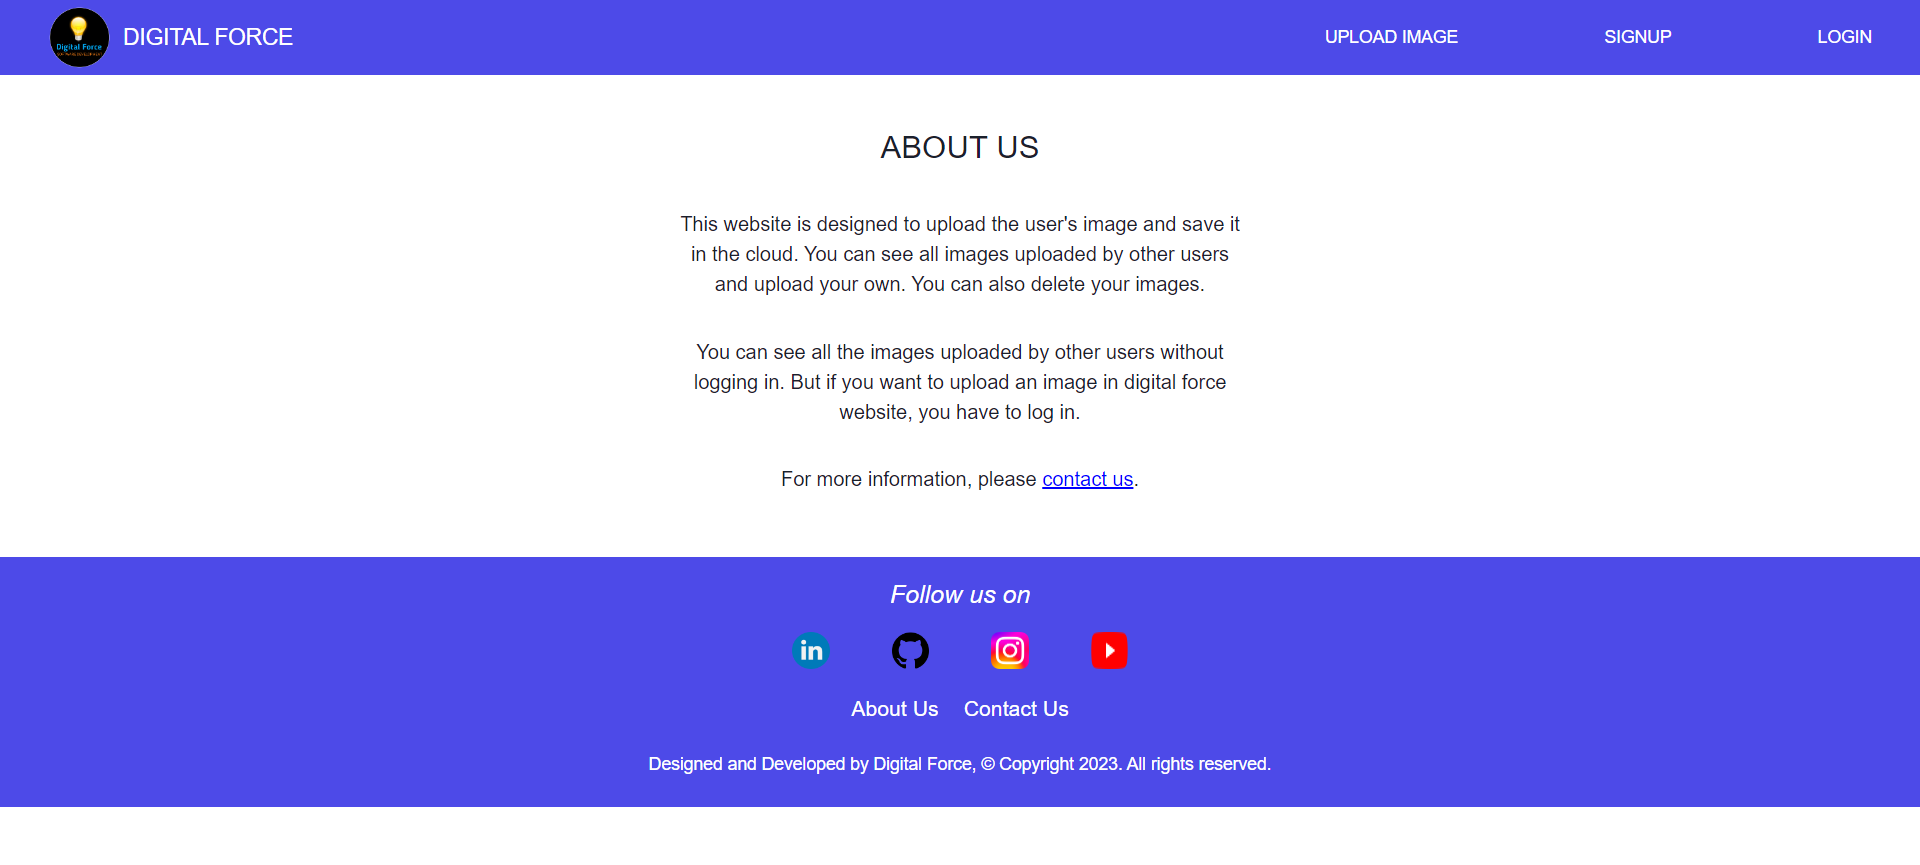 Digital Force
SOFTWARE DEVELOPMENT
DIGITAL FORCE
UPLOAD IMAGE
SIGNUP
LOGIN
ABOUT US
This website is designed to upload the user's image and save it
in the cloud. You can see all images uploaded by other users
and upload your own. You can also delete your images.
You can see all the images uploaded by other users without
logging in. But if you want to upload an image in digital force
website, you have to log in.
For more information, please contact us.
Follow us on
in
About Us
Contact Us
Designed and Developed by Digital Force, © Copyright 2023. All rights reserved.